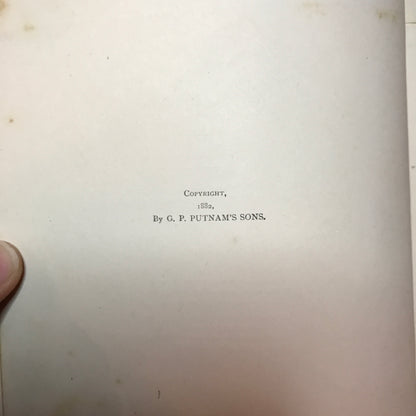 Copyright,
1882,
By G. P. PUTNAM'S SONS.